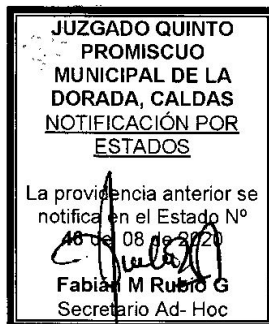 JUZGADO QUINTO
PROMISCUO
MUNICIPAL DE LA
DORADA, CALDAS
NOTIFICACIÓN POR
ESTADOS
La providencia anterior se
notifica en el Estado Nº
48 de 08 de 2020
Fabián M Rubio G
Secretario Ad- Hoc